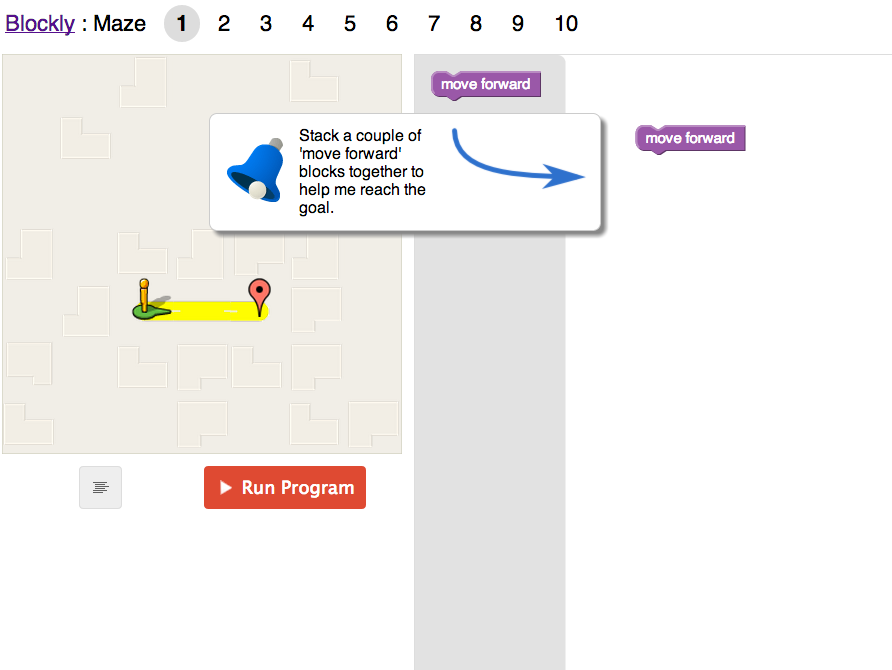 Blockly : Maze 1 2 3 4 5 6 7 8 9 10
move forward
Stack a couple of
'move forward'
blocks together to
help me reach the
goal.
move forward
Run Program